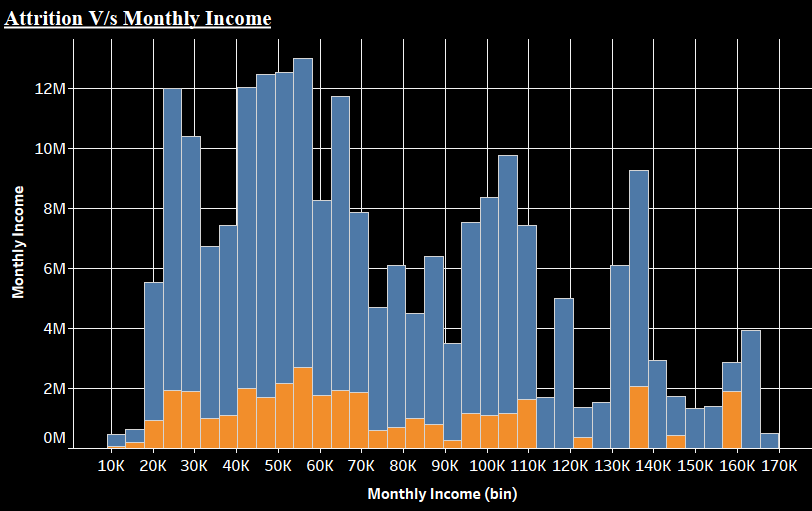 Attrition V/s Monthly Income
12M
10M
8M
6M
4M
2M
0M
Monthly Income
10K 20K 30K 40K 50K 60K 70K 80K 90K 100K 110K 120K 130K 140K 150K 160K 170K
Monthly Income (bin)